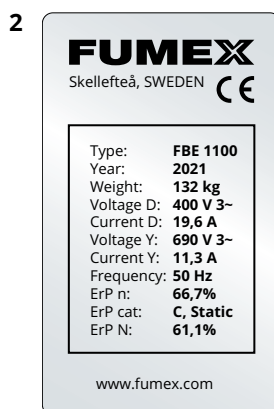 2
FUMEX
Skellefteå, SWEDEN CE
Type: FBE 1100
Year: 2021
Weight: 132 kg
Voltage D: 400 V 3~
Current D: 19,6 A
Voltage Y: 690 V 3~
Current Y: 11,3 A
Frequency: 50 Hz
ErP n: 66,7%
ErP cat: C, Static
ErP N: 61,1%
www.fumex.com